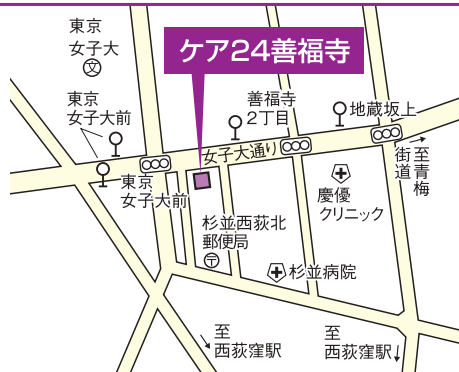 東京
女子大
文
ケア24善福寺
東京
女子大前
善福寺
2丁目
地蔵坂上
女子大通り
至青梅
街道
東京
女子大前
慶優
クリニック
杉並西荻北
郵便局
〒
杉並病院
至
西荻窪駅
至
西荻窪駅